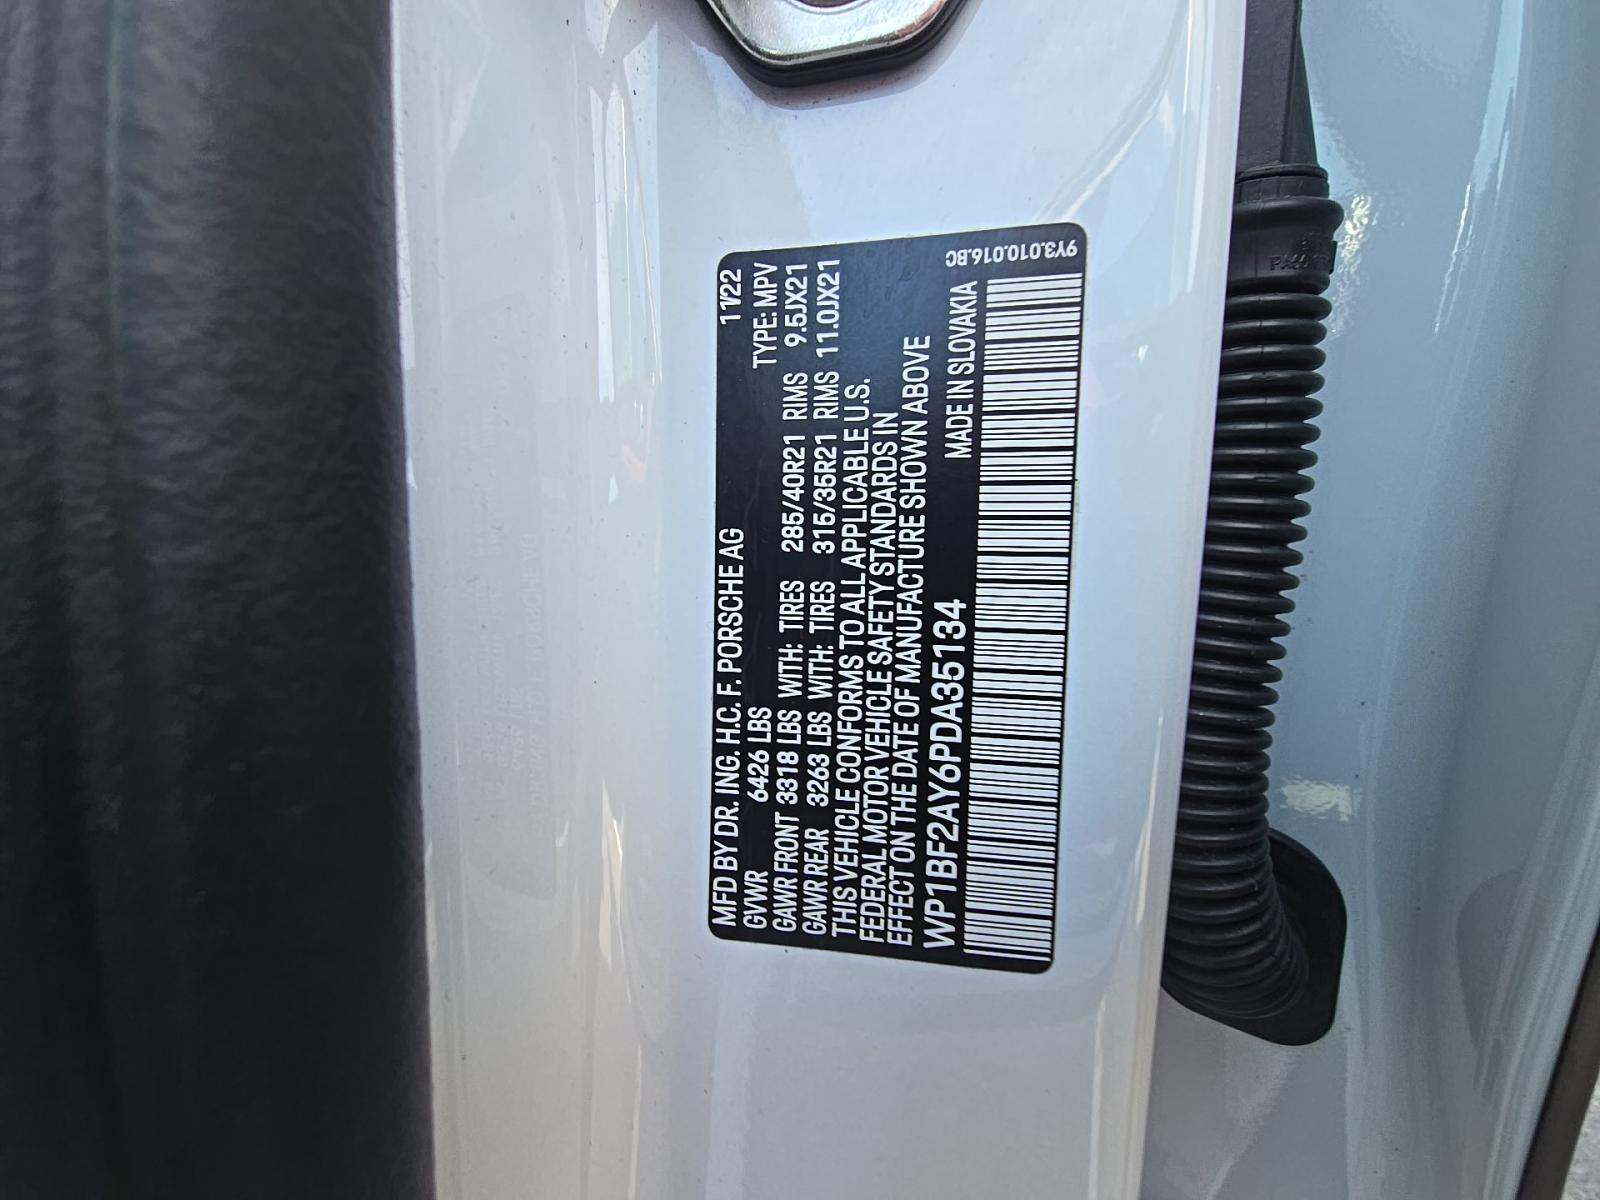 MFD BY DR. ING. H.C. F. PORSCHE AG 11/22
GVWR 6426 LBS TYPE: MPV
GAWR FRONT 3318 LBS WITH: TIRES 285/40R21 RIMS 9.5JX21
GAWR REAR 3263 LBS WITH: TIRES 315/35R21 RIMS 11.0JX21
THIS VEHICLE CONFORMS TO ALL APPLICABLE U.S.
FEDERAL MOTOR VEHICLE SAFETY STANDARDS IN
EFFECT ON THE DATE OF MANUFACTURE SHOWN ABOVE
WP1BF2AY6PDA35134 MADE IN SLOVAKIA
9Y3.010.016.BC